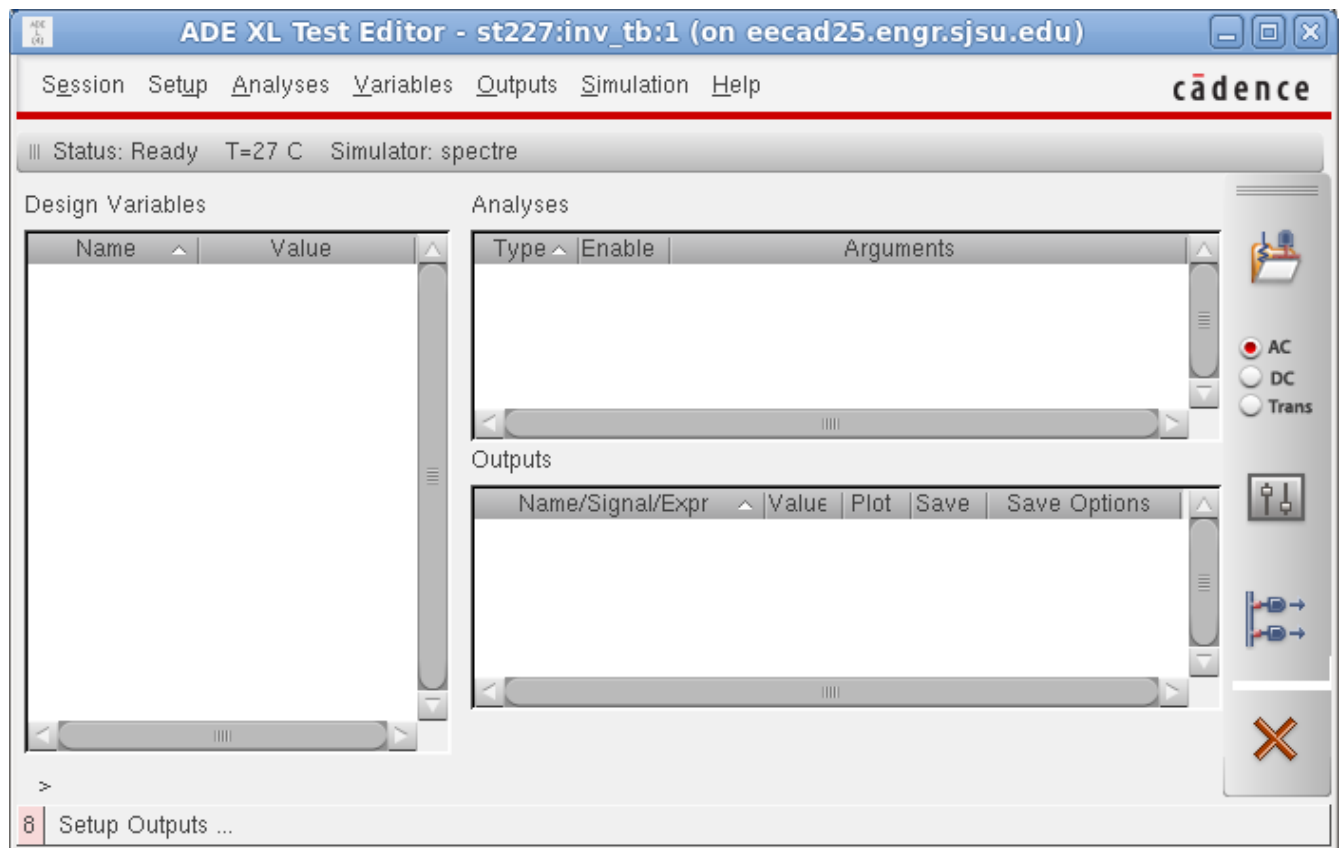 ADE XL Test Editor - st227:inv_tb:1 (on eecad25.engr.sjsu.edu)
Session Setup Analyses Variables Outputs Simulation Help cādence
Status: Ready T=27 C Simulator: spectre
Design Variables
Name Value
Analyses
Type Enable Arguments
Outputs
Name/Signal/Expr Value Plot Save Save Options
AC
DC
Trans
>
8 Setup Outputs ...